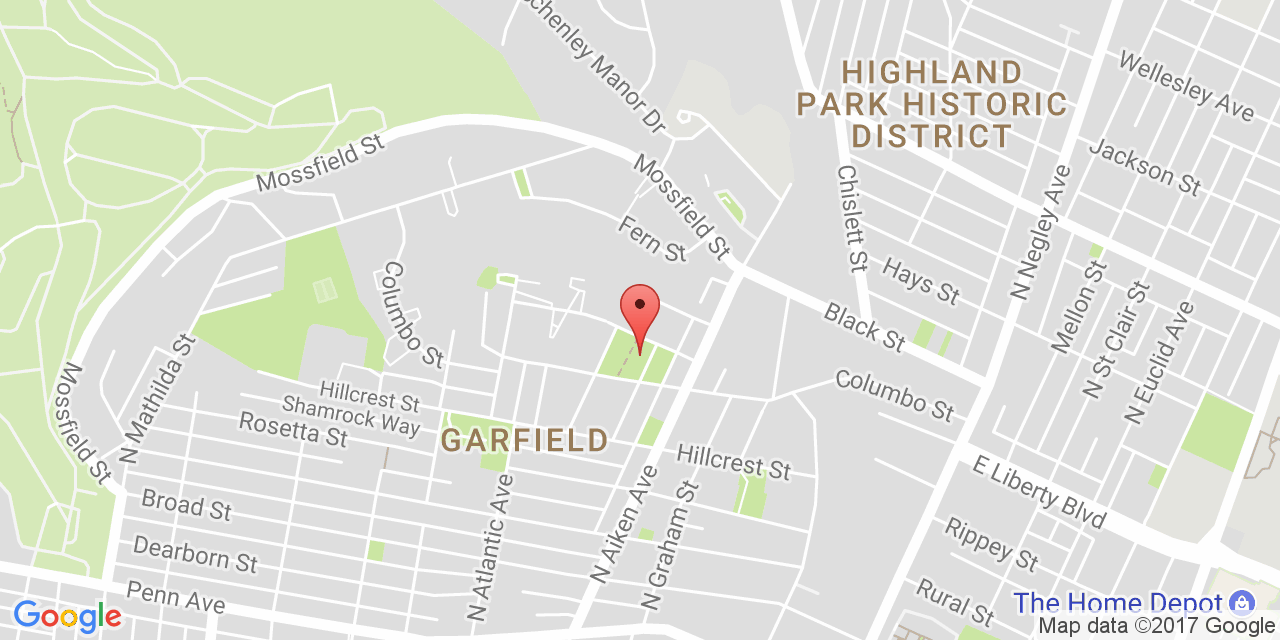 chenley Manor Dr
HIGHLAND
PARK HISTORIC
DISTRICT
Wellesley Ave
Jackson St
Mossfield St
Mossfield St
Chislett St
N Negley Ave
Fern St
Hays St
Mellon St
N St Clair St
N Euclid Ave
Columbo St
Black St
N Mathilda St
Mossfield St
Hillcrest St
Shamrock Way
Rosetta St
Columbo St
GARFIELD
Hillcrest St
E Liberty Blvd
Broad St
N Atlantic Ave
N Aiken Ave
N Graham St
Rippey St
Dearborn St
Penn Ave
Rural St
The Home Depot
Google
Map data ©2017 Google